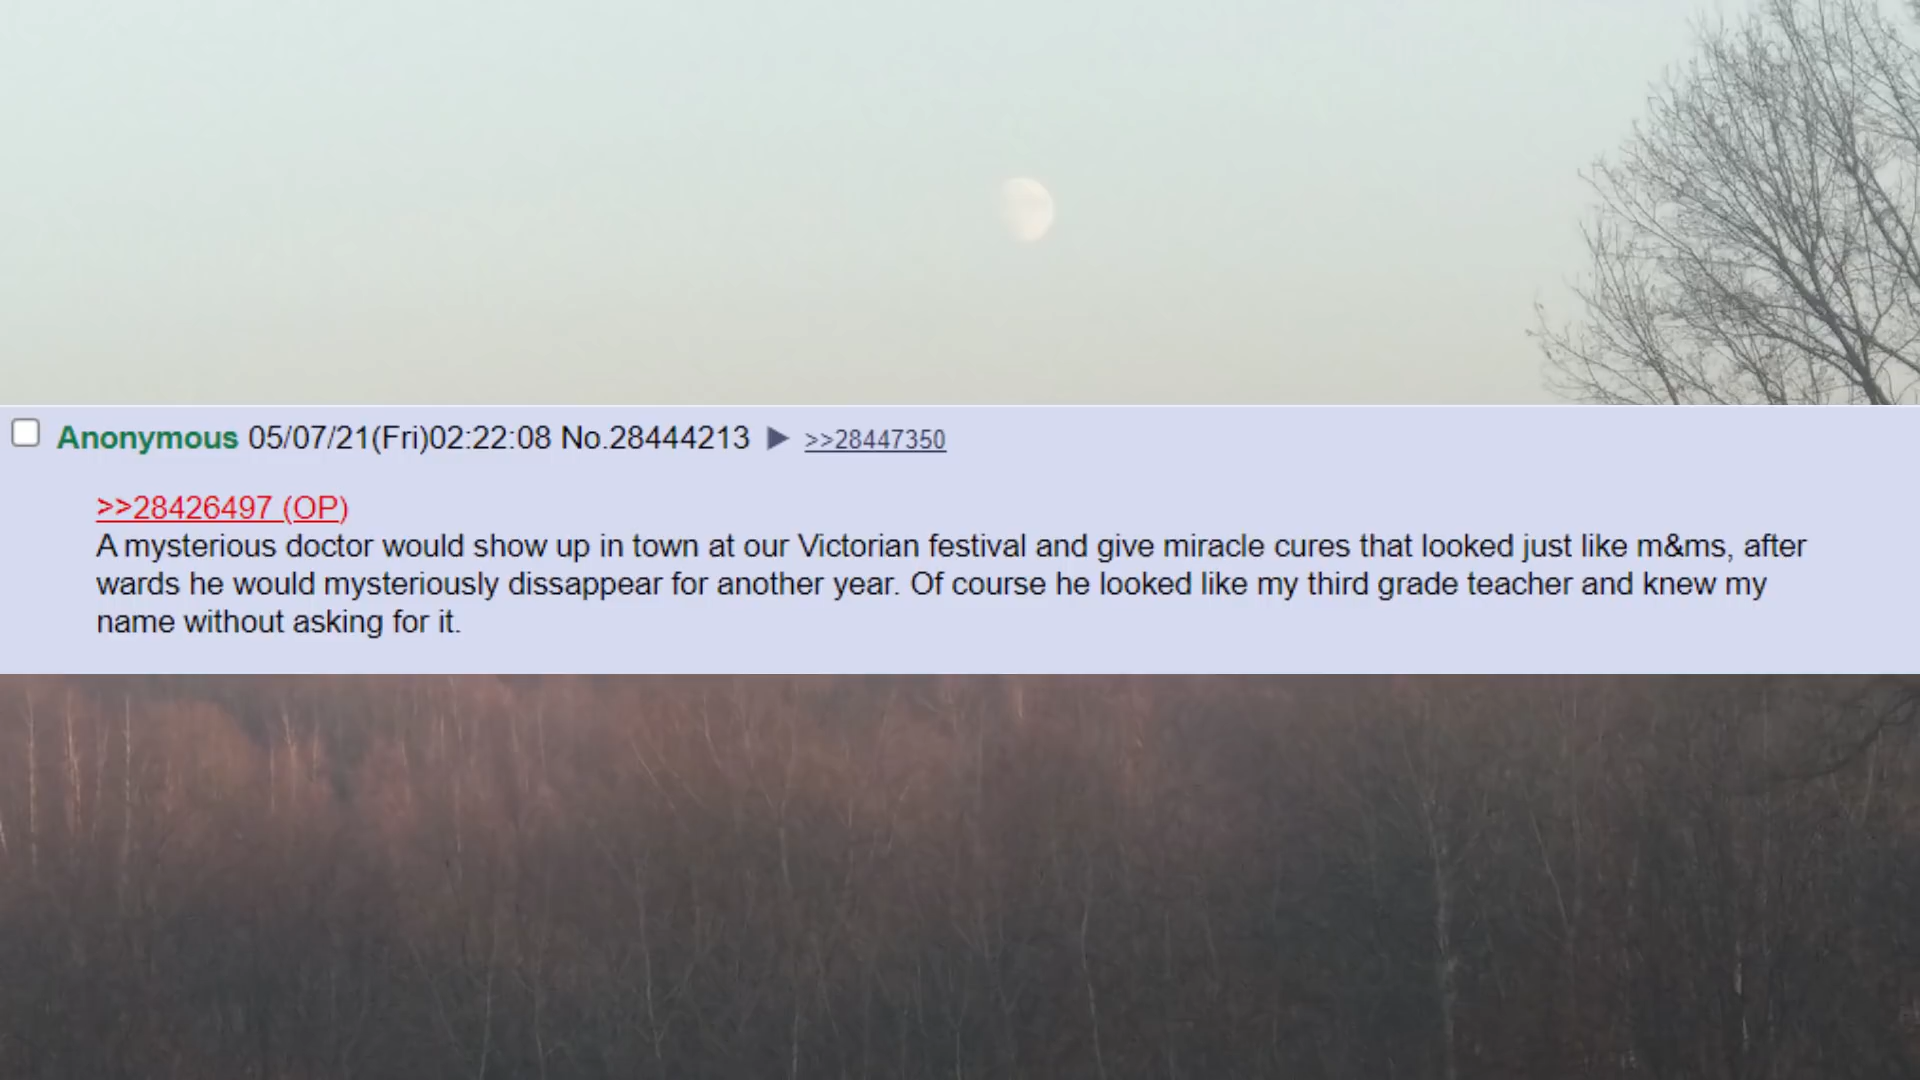 Anonymous 05/07/21(Fri)02:22:08 No.28444213 ▶ >>28447350
>>28426497 (OP)
A mysterious doctor would show up in town at our Victorian festival and give miracle cures that looked just like m&ms, after
wards he would mysteriously dissappear for another year. Of course he looked like my third grade teacher and knew my
name without asking for it.